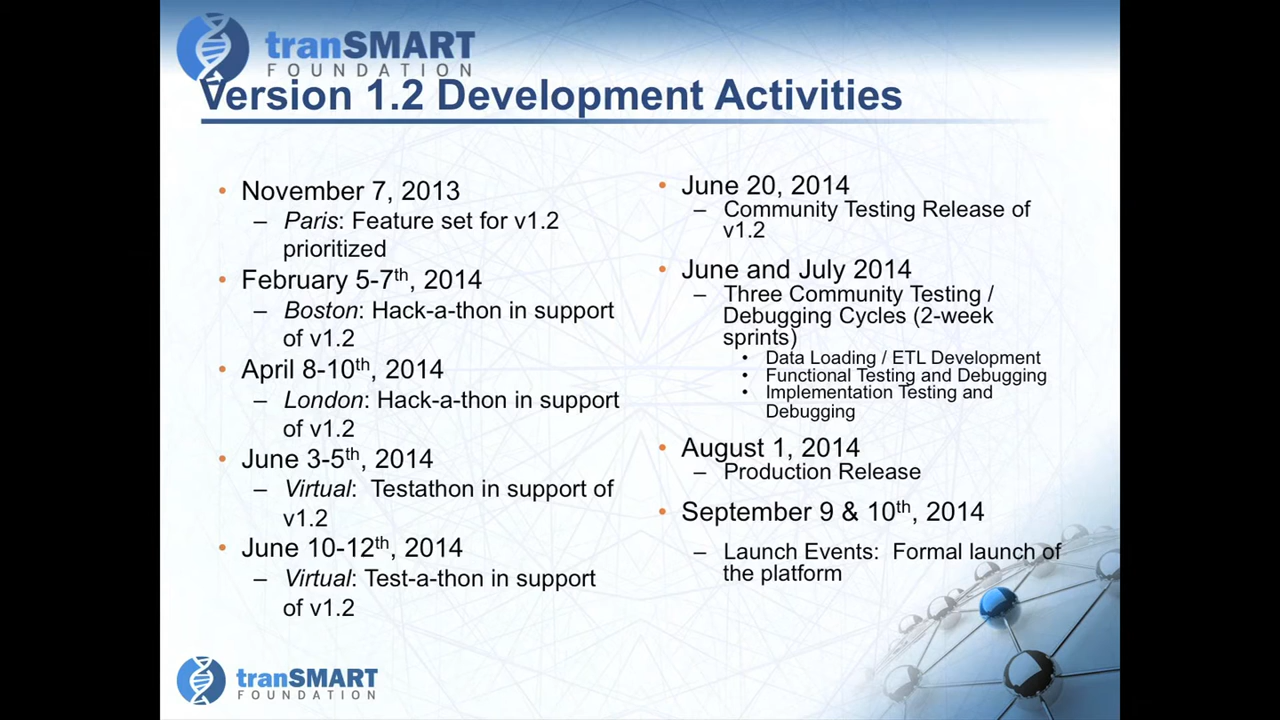 tranSMART
FOUNDATION
Version 1.2 Development Activities
• November 7, 2013
– Paris: Feature set for v1.2
prioritized
• February 5-7th, 2014
– Boston: Hack-a-thon in support
of v1.2
• April 8-10th, 2014
– London: Hack-a-thon in support
of v1.2
• June 3-5th, 2014
– Virtual: Testathon in support of
v1.2
• June 10-12th, 2014
– Virtual: Test-a-thon in support
of v1.2
• June 20, 2014
– Community Testing Release of
v1.2
• June and July 2014
– Three Community Testing /
Debugging Cycles (2-week
sprints)
• Data Loading / ETL Development
• Functional Testing and Debugging
• Implementation Testing and
Debugging
• August 1, 2014
– Production Release
• September 9 & 10th, 2014
– Launch Events: Formal launch of
the platform
tranSMART
FOUNDATION